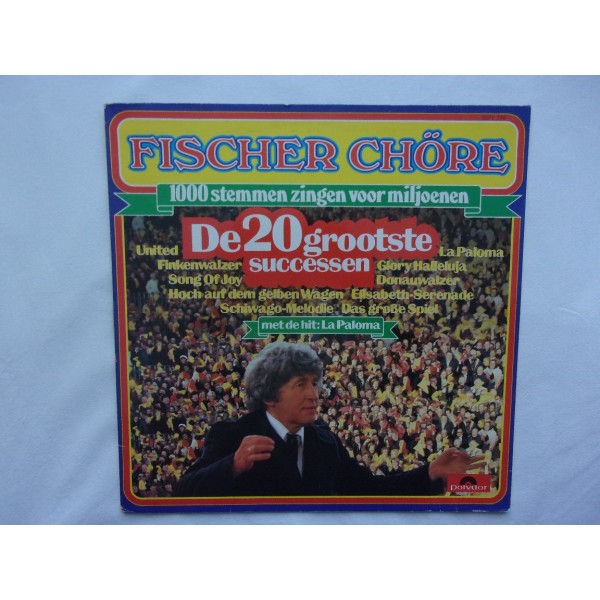 FISCHER CHÖRE
1000 stemmen zingen voor miljoenen
De 20 grootste
successen
United
La Paloma
Finkenwalzer
Glory Halleluja
Song Of Joy
Donauwalzer
Hoch auf dem gelben Wagen
Elisabeth-Serenade
Schiwago-Melodie
Das große Spiel
met de hit: La Paloma
polydor